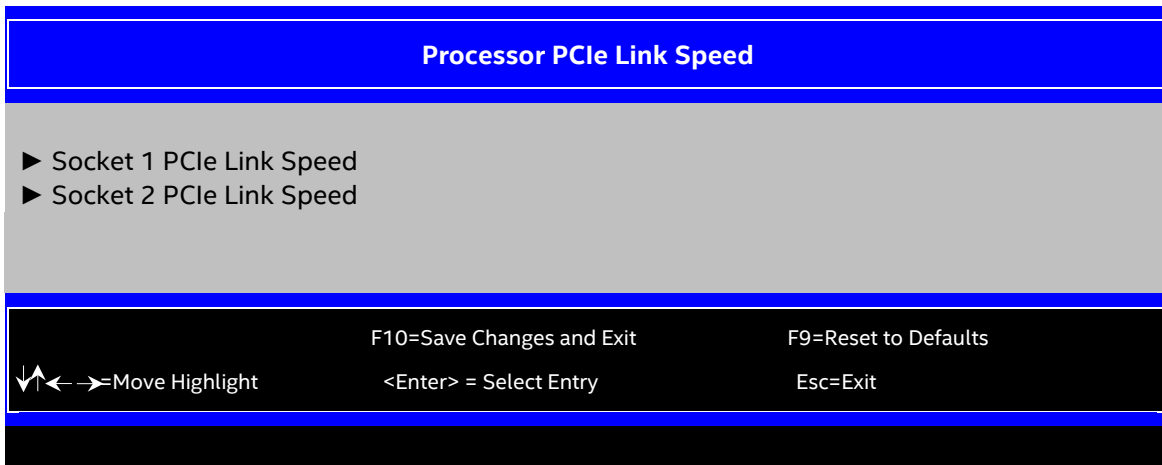 Processor PCIe Link Speed
► Socket 1 PCIe Link Speed
► Socket 2 PCIe Link Speed
F10=Save Changes and Exit F9=Reset to Defaults
↓↑←→=Move Highlight <Enter> = Select Entry Esc=Exit